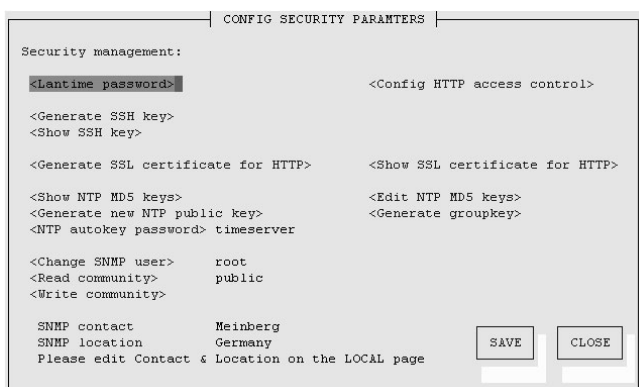 CONFIG SECURITY PARAMTERS
Security management:
<Lantime password> <Config HTTP access control>
<Generate SSH key>
<Show SSH key>
<Generate SSL certificate for HTTP> <Show SSL certificate for HTTP>
<Show NTP MD5 keys> <Edit NTP MD5 keys>
<Generate new NTP public key> <Generate groupkey>
<NTP autokey password> timeserver
<Change SNMP user> root
<Read community> public
<Write community>
SNMP contact Meinberg
SNMP location Germany
Please edit Contact & Location on the LOCAL page
SAVE CLOSE